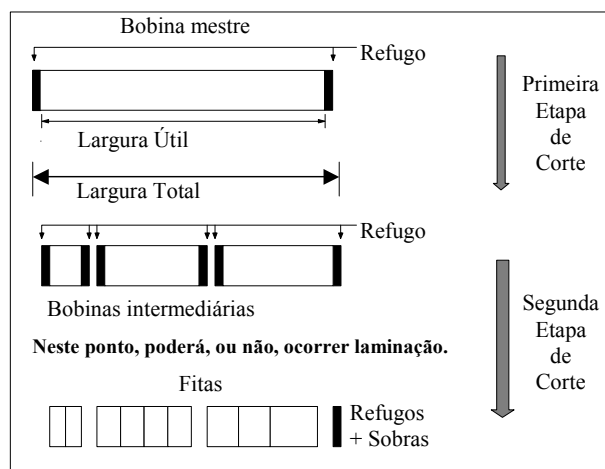 Bobina mestre
Refugo
Primeira
Etapa
de
Corte
Largura Útil
Largura Total
Refugo
Bobinas intermediárias
Segunda
Etapa
de
Corte
Neste ponto, poderá, ou não, ocorrer laminação.
Fitas
Refugos
+ Sobras